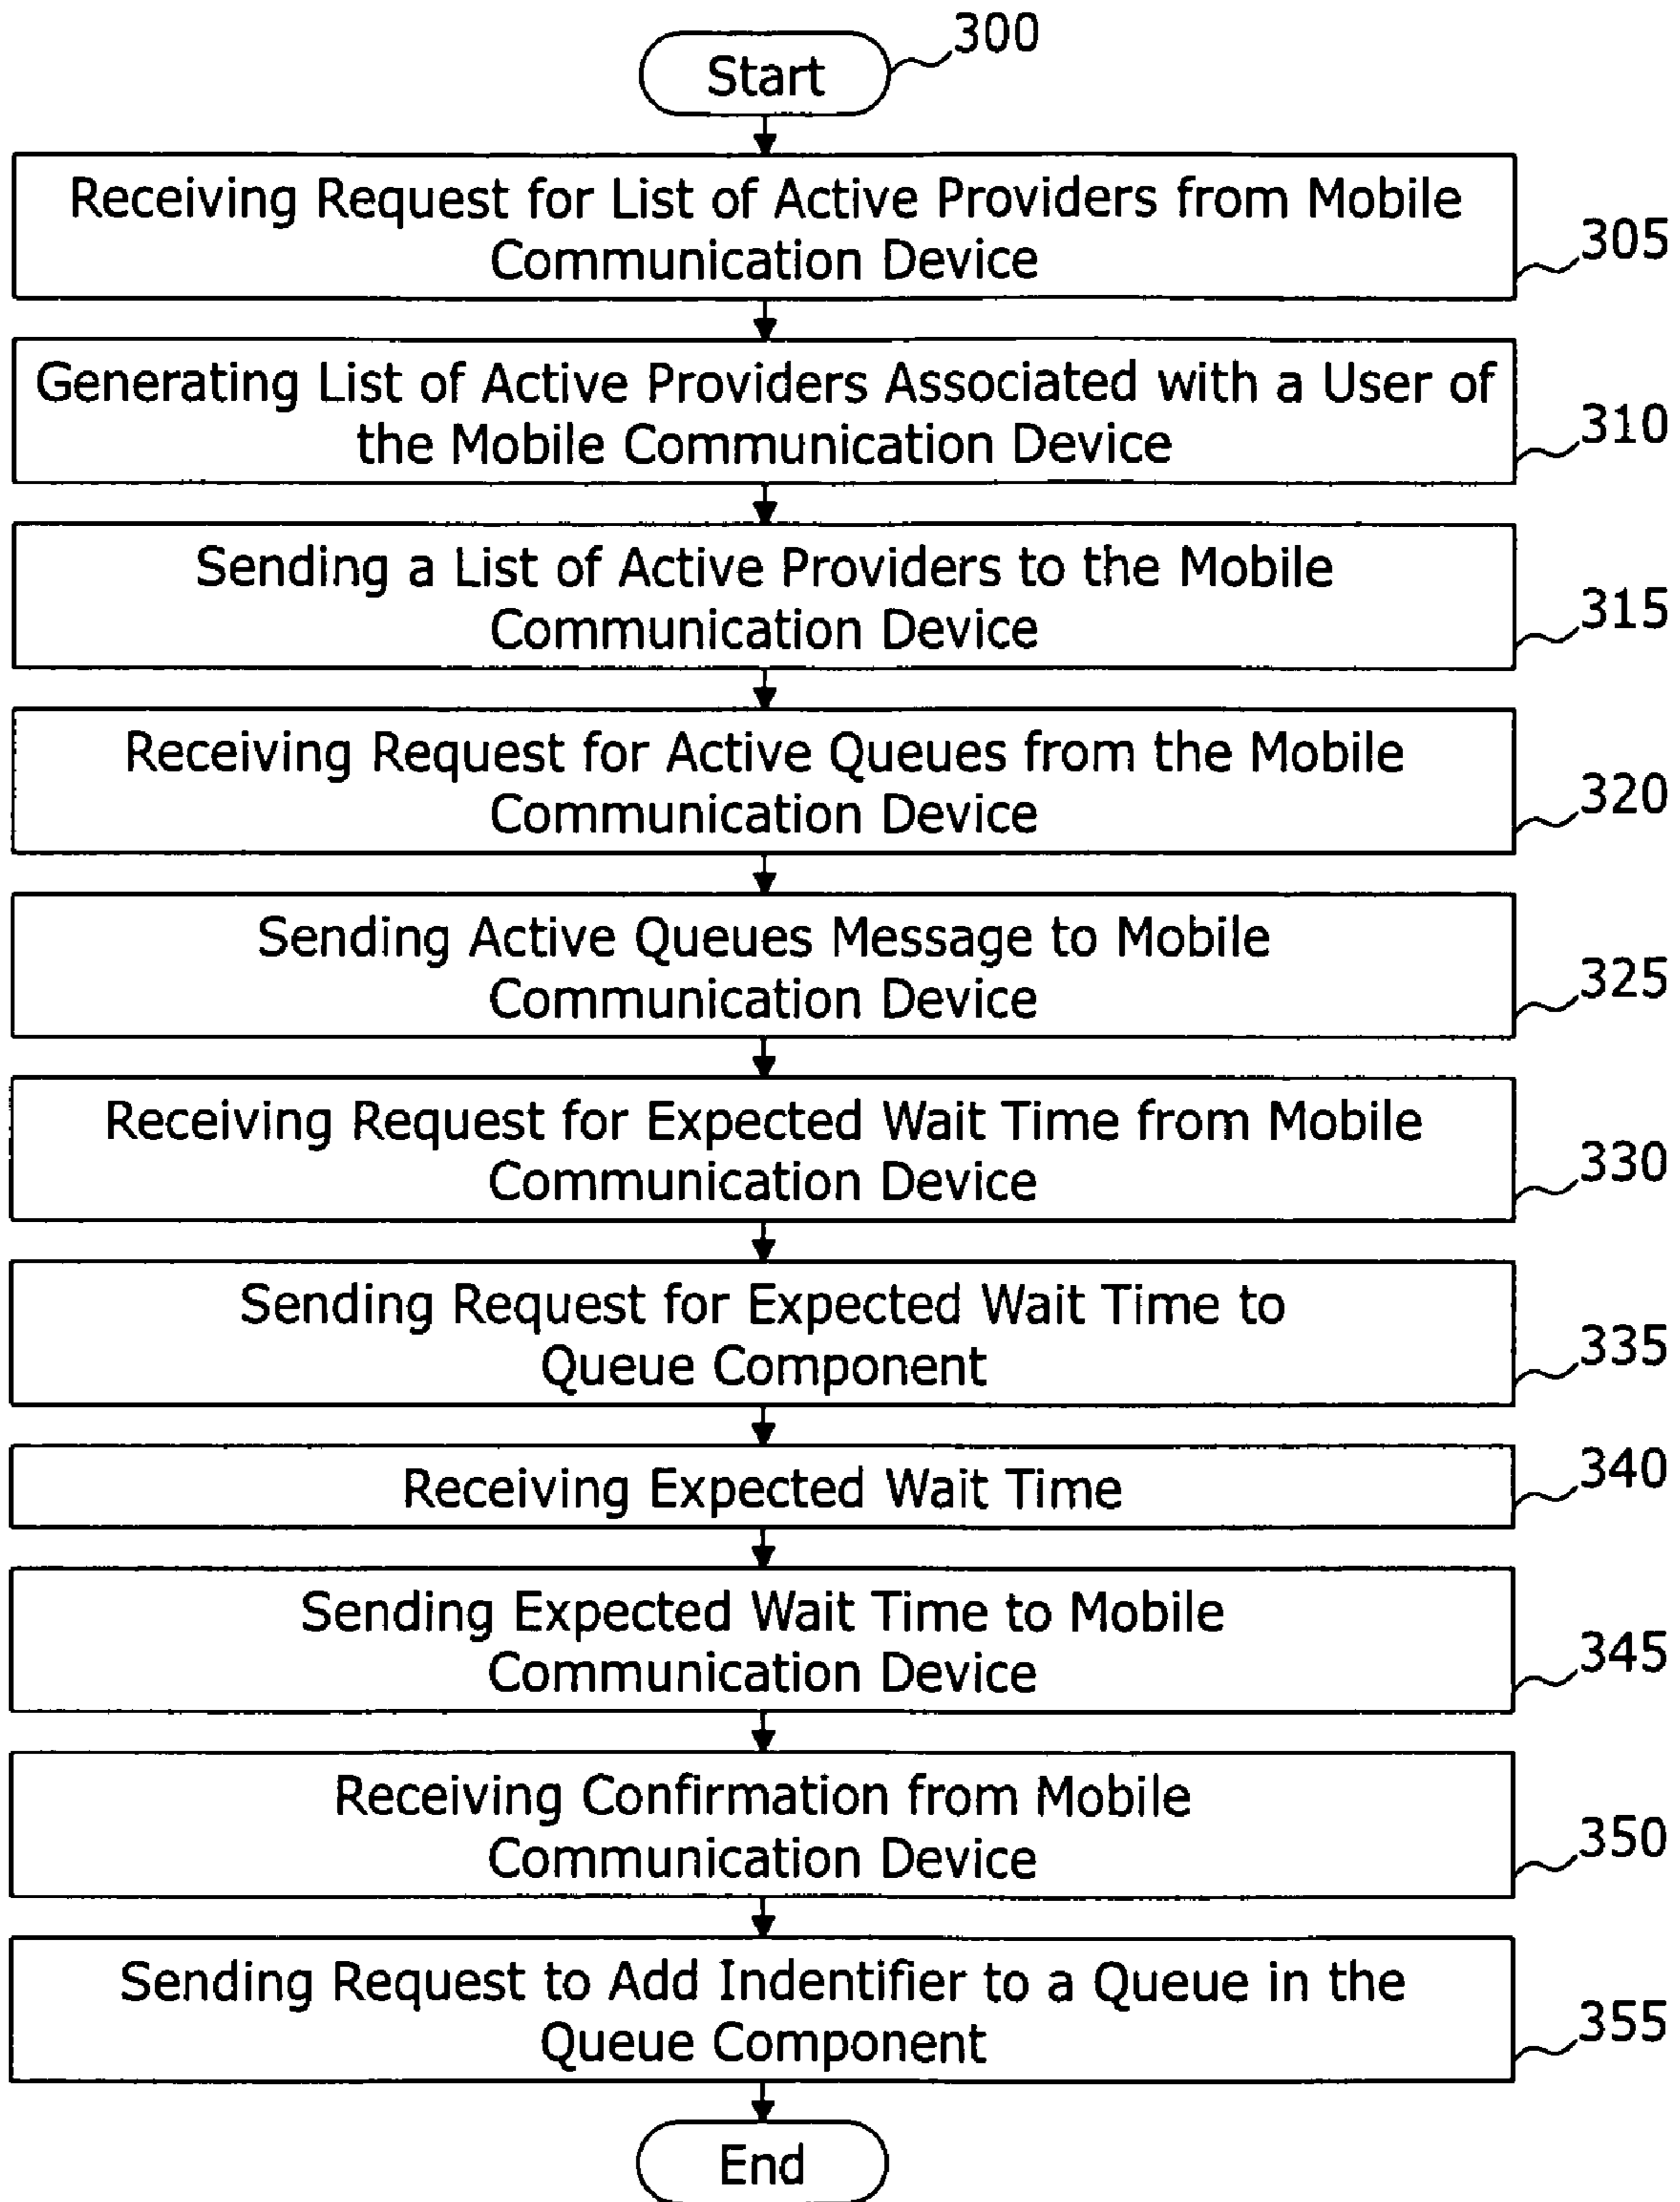 Start
300
Receiving Request for List of Active Providers from Mobile
Communication Device
305
Generating List of Active Providers Associated with a User of
the Mobile Communication Device
310
Sending a List of Active Providers to the Mobile
Communication Device
315
Receiving Request for Active Queues from the Mobile
Communication Device
320
Sending Active Queues Message to Mobile
Communication Device
325
Receiving Request for Expected Wait Time from Mobile
Communication Device
330
Sending Request for Expected Wait Time to
Queue Component
335
Receiving Expected Wait Time
340
Sending Expected Wait Time to Mobile
Communication Device
345
Receiving Confirmation from Mobile
Communication Device
350
Sending Request to Add Indentifier to a Queue in the
Queue Component
355
End